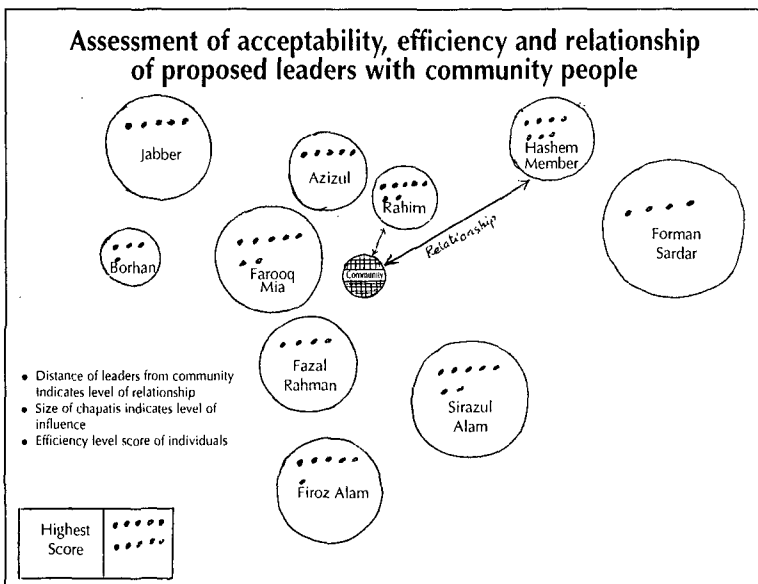 Assessment of acceptability, efficiency and relationship
of proposed leaders with community people
Jabber
Azizul
Rahim
Hashem
Member
Forman
Sardar
Relationship
Borhan
Farooq
Mia
Community
Fazal
Rahman
Sirazul
Alam
Firoz Alam
• Distance of leaders from community
Indicates level of relationship
• Size of chapatis indicates level of
influence
• Efficiency level score of individuals
Highest
Score